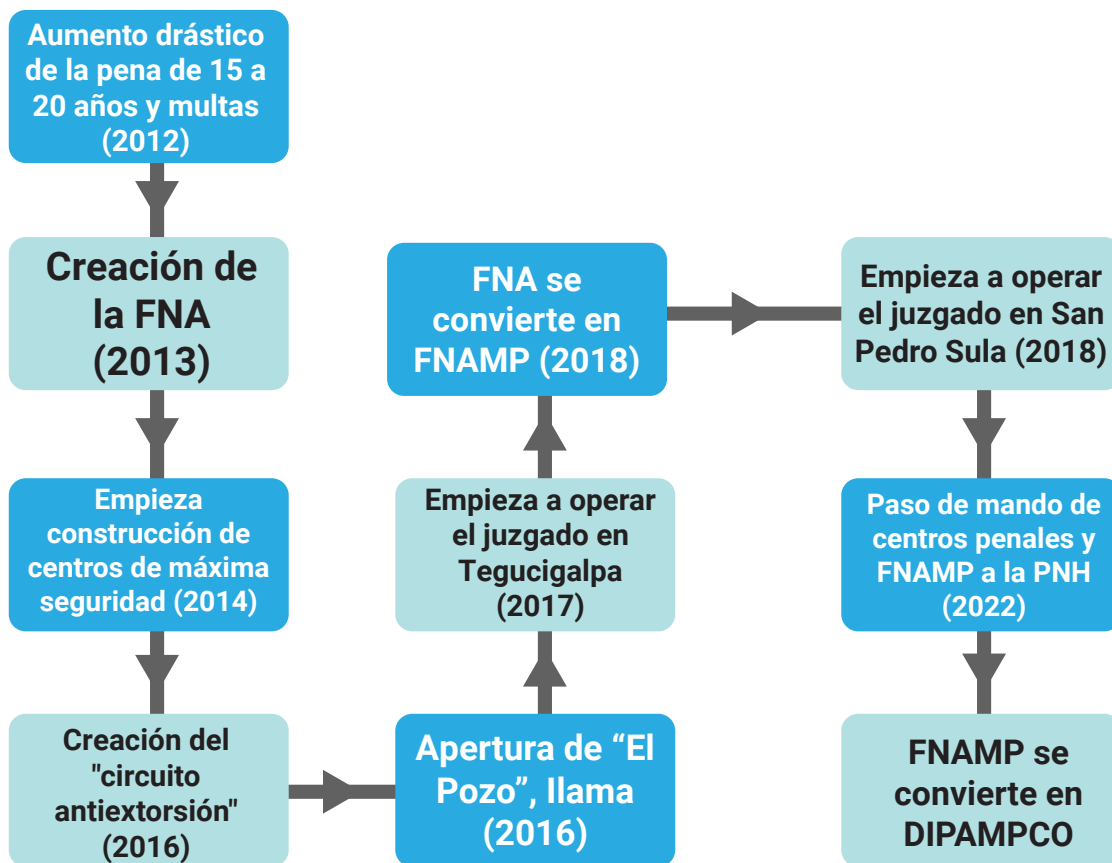 Aumento drástico
de la pena de 15 a
20 años y multas
(2012)
Creación de
la FNA
(2013)
Empieza
construcción de
centros de máxima
seguridad (2014)
Creación del
"circuito
antiextorsión"
(2016)
Apertura de “El
Pozo”, Ilama
(2016)
Empieza a operar
el juzgado en
Tegucigalpa
(2017)
FNA se
convierte en
FNAMP (2018)
Empieza a operar
el juzgado en San
Pedro Sula (2018)
Paso de mando de
centros penales y
FNAMP a la PNH
(2022)
FNAMP se
convierte en
DIPAMPCO